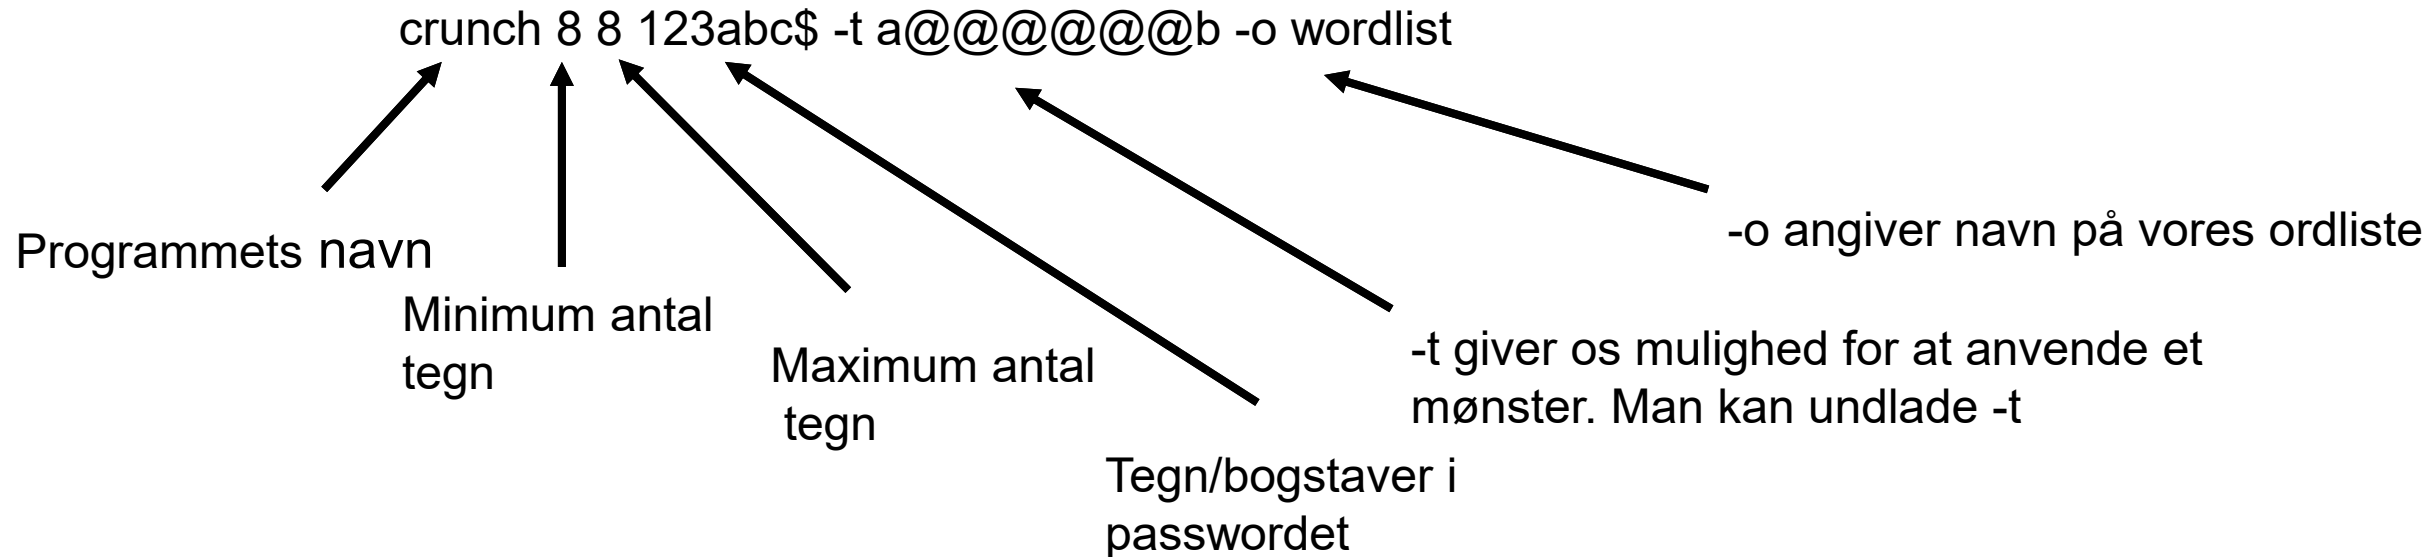 crunch 8 8 123abc$ -t a@@@@@@b -o wordlist
Programmets navn
Minimum antal
tegn
Maximum antal
tegn
Tegn/bogstaver i
passwordet
-t giver os mulighed for at anvende et
mønster. Man kan undlade -t
-o angiver navn på vores ordliste